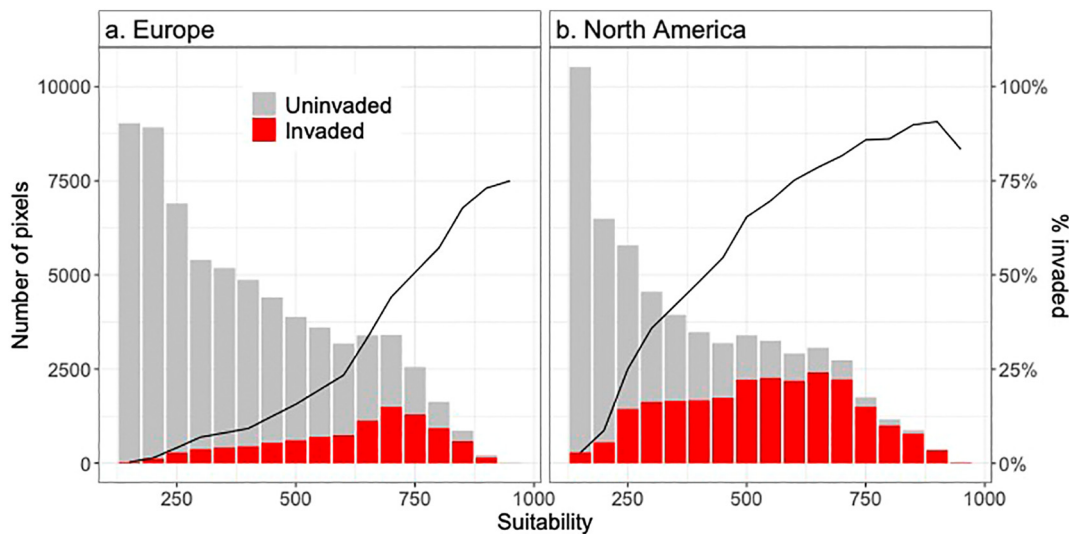 a. Europe
b. North America
Uninvaded
Invaded
Number of pixels
10000
7500
5000
2500
0
100%
75%
50%
25%
0%
% invaded
250
500
750
1000
250
500
750
1000
Suitability